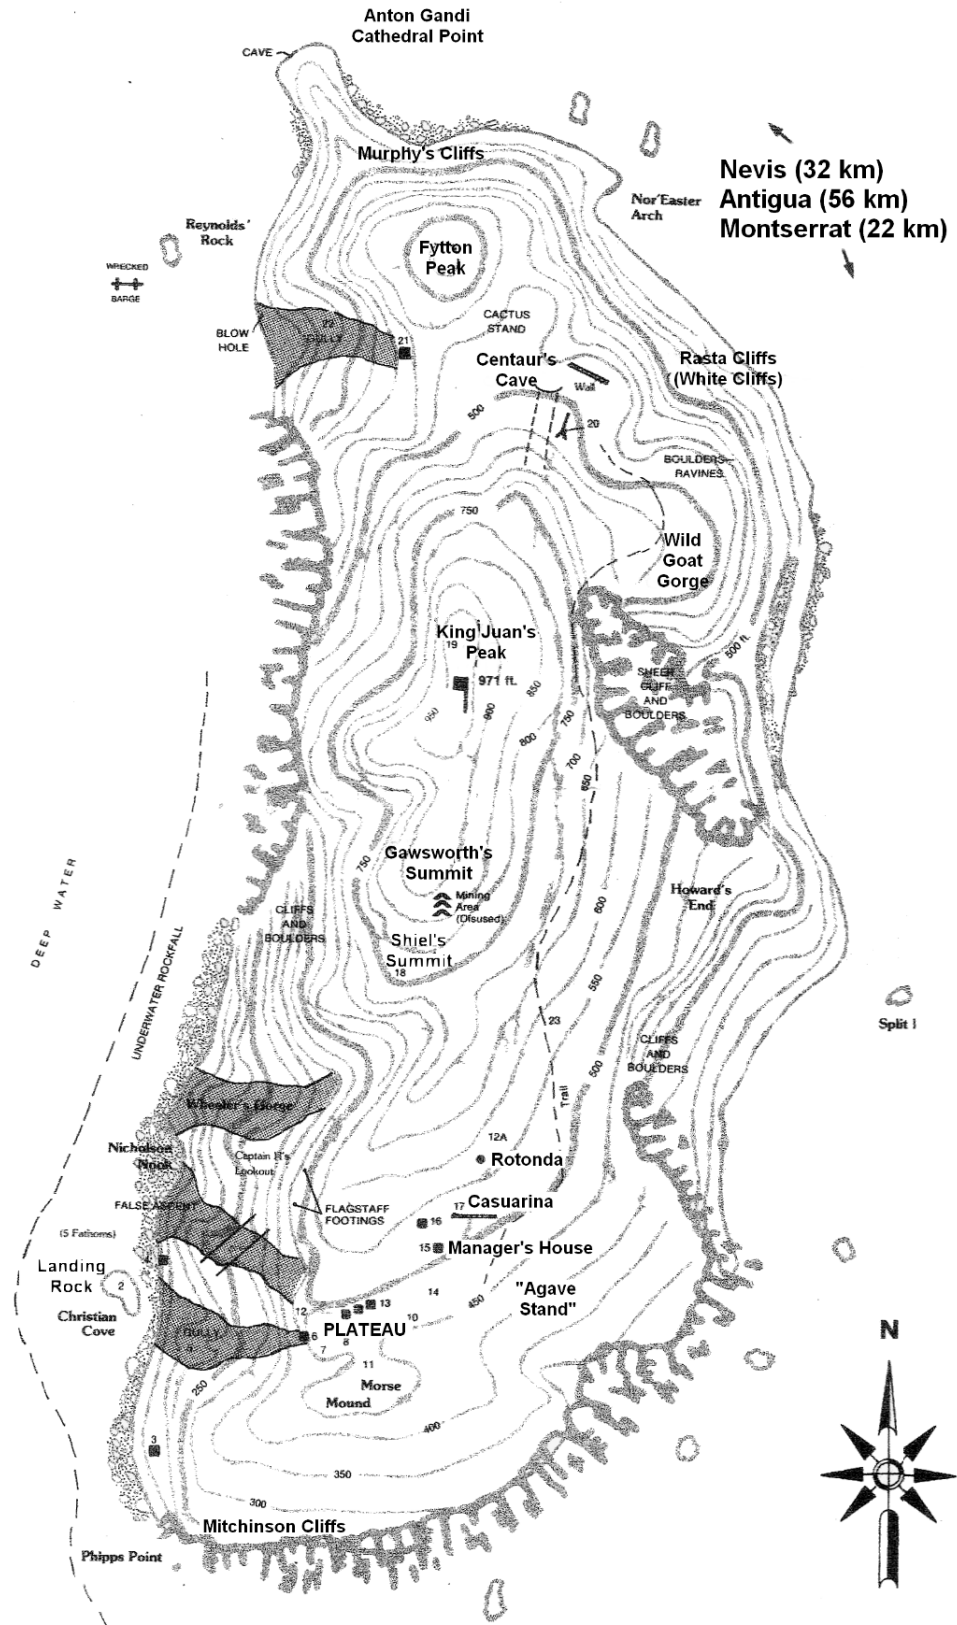 Anton Gandi
Cathedral Point
CAVE
Murphy's Cliffs
Nevis (32 km)
Antigua (56 km)
Montserrat (22 km)
Nor'Easter
Arch
Reynolds'
Rock
Fytton
Peak
WRECKED
BARGE
CACTUS
STAND
BLOW
HOLE
22
GULLY
21
Centaur's
Cave
Wall
Rasta Cliffs
(White Cliffs)
500
20
BOULDERS
RAVINES
750
Wild
Goat
Gorge
King Juan's
Peak
19
971 ft.
500 ft.
SHEER
CLIFF
AND
BOULDERS
850
950
900
750
800
700
650
Gawsworth's
Summit
750
Mining
Area
(Disused)
Howard's
End
600
CLIFFS
AND
BOULDERS
Shiel's
Summit
18
DEEP WATER
UNDERWATER ROCKFALL
550
Split I
23
CLIFFS
AND
BOULDERS
500
Trail
Wheeler's Gorge
12A
Rotonda
Nicholson
Nook
Captain H's
Lookout
FALSE ASCENT
FLAGSTAFF
FOOTINGS
17
Casuarina
16
(5 Fathoms)
15
Manager's House
4
Landing
Rock
2
"Agave
Stand"
14
450
13
12
10
Christian
Cove
GULLY
6
PLATEAU
8
7
11
N
Morse
Mound
250
400
3
350
300
Mitchinson Cliffs
Phipps Point